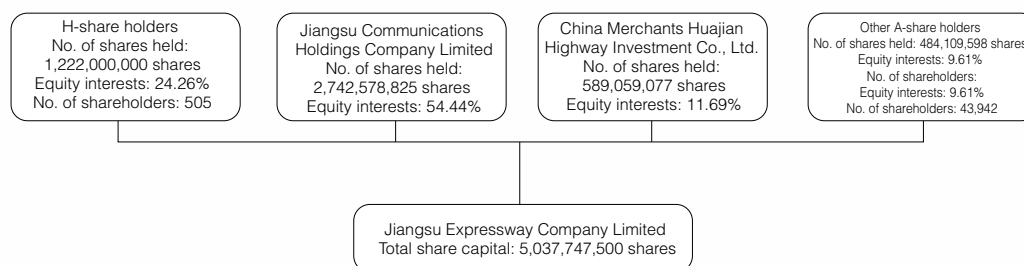 H-share holders
No. of shares held:
1,222,000,000 shares
Equity interests: 24.26%
No. of shareholders: 505
Jiangsu Communications
Holdings Company Limited
No. of shares held:
2,742,578,825 shares
Equity interests: 54.44%
China Merchants Huajian
Highway Investment Co., Ltd.
No. of shares held:
589,059,077 shares
Equity interests: 11.69%
Other A-share holders
No. of shares held: 484,109,598 shares
Equity interests: 9.61%
No. of shareholders:
Equity interests: 9.61%
No. of shareholders: 43,942
Jiangsu Expressway Company Limited
Total share capital: 5,037,747,500 shares